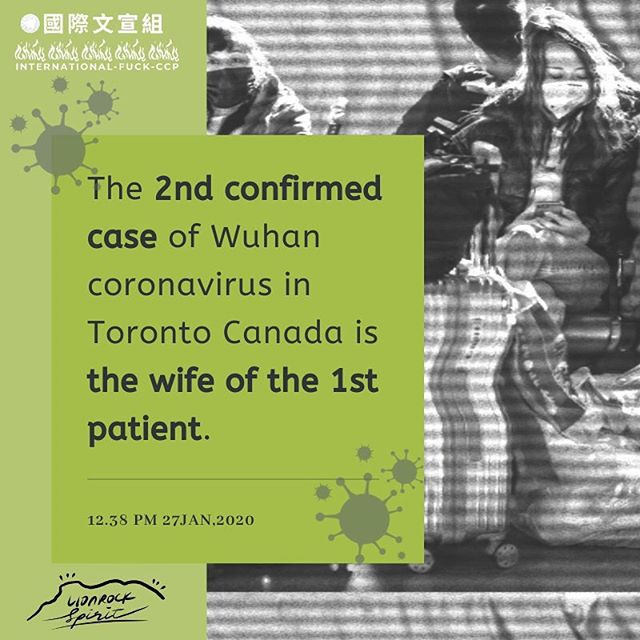 國際文宣組
INTERNATIONAL-FUCK-CCP
The 2nd confirmed
case of Wuhan
coronavirus in
Toronto Canada is
the wife of the 1st
patient.
12.38 PM 27JAN,2020
LIONROCK
Spirit